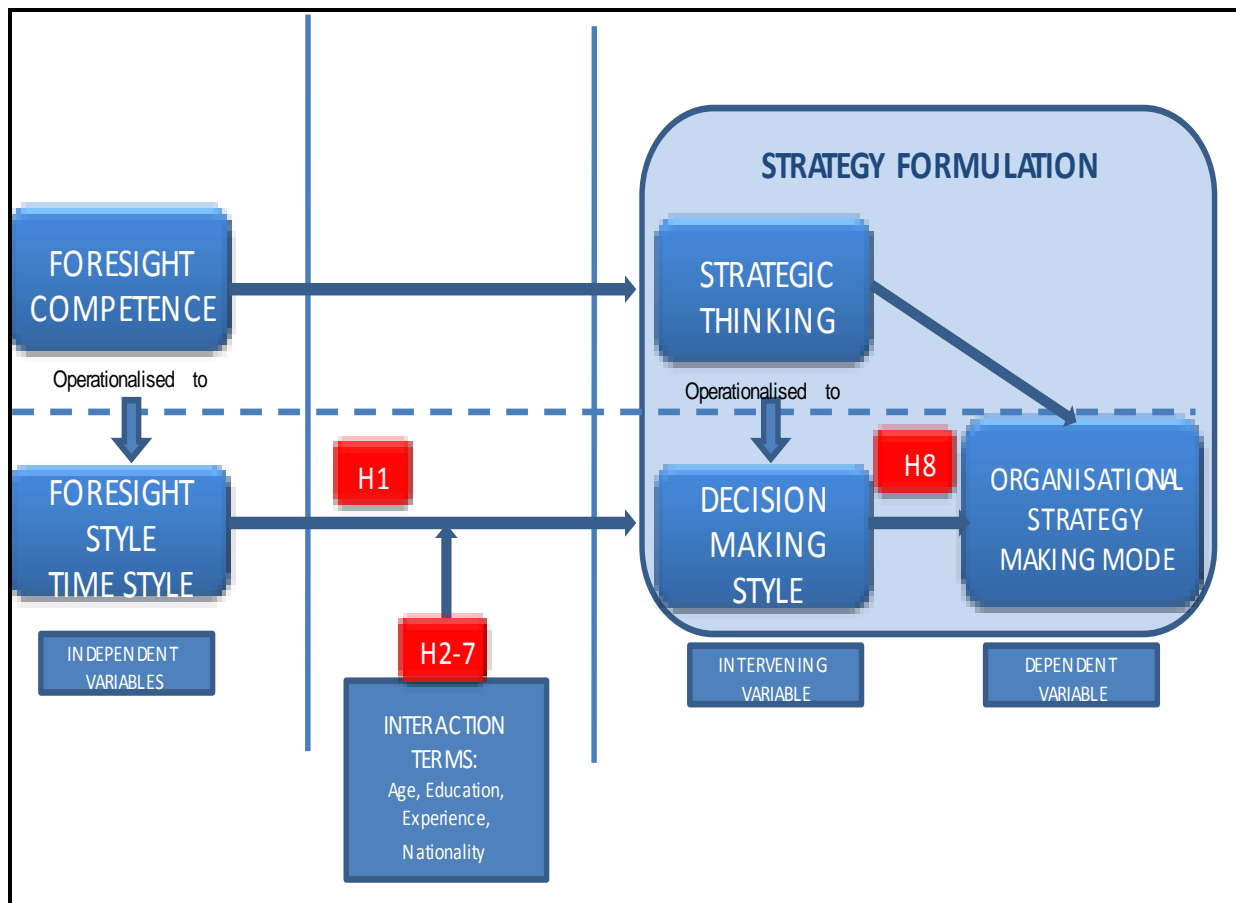 STRATEGY FORMULATION
FORESIGHT
COMPETENCE
STRATEGIC
THINKING
Operationalised to
Operationalised to
FORESIGHT
STYLE
TIME STYLE
H1
DECISION
MAKING
STYLE
H8
ORGANISATIONAL
STRATEGY
MAKING MODE
INDEPENDENT
VARIABLES
H2-7
INTERVENING
VARIABLE
DEPENDENT
VARIABLE
INTERACTION
TERMS:
Age, Education,
Experience,
Nationality